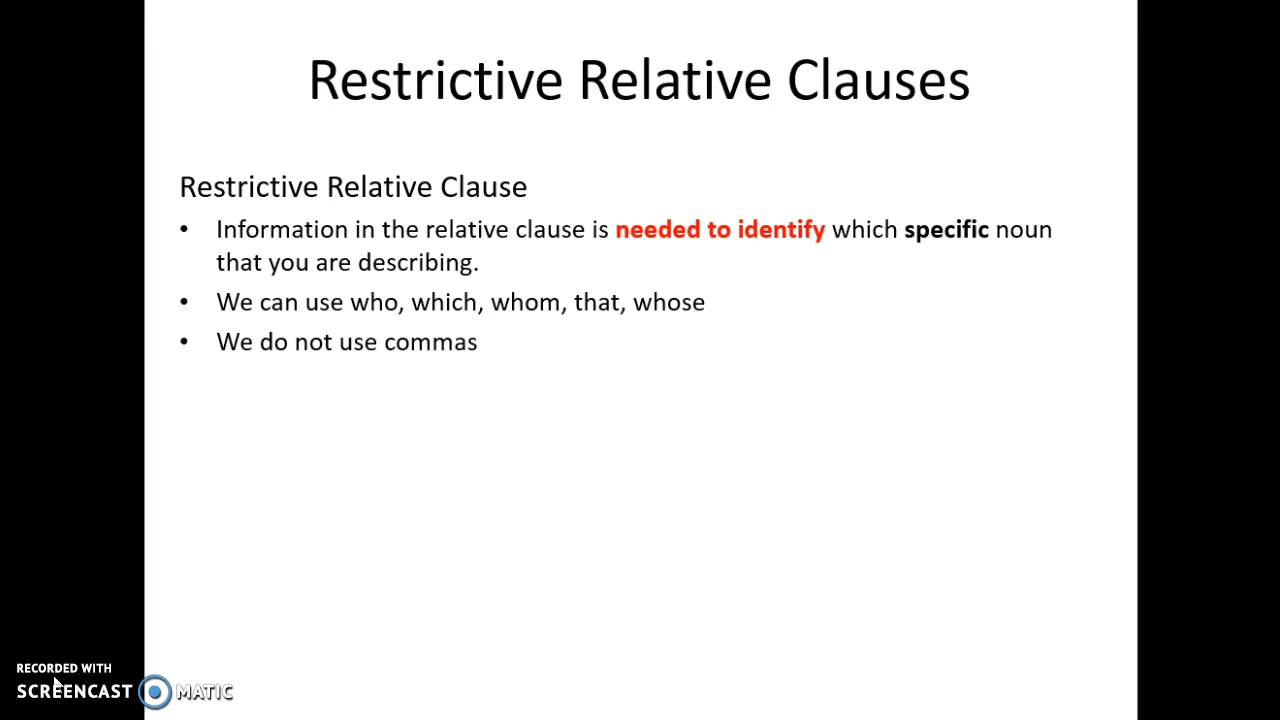 Restrictive Relative Clauses
Restrictive Relative Clause
• Information in the relative clause is needed to identify which specific noun
that you are describing.
• We can use who, which, whom, that, whose
• We do not use commas
RECORDED WITH
SCREENCAST MATIC